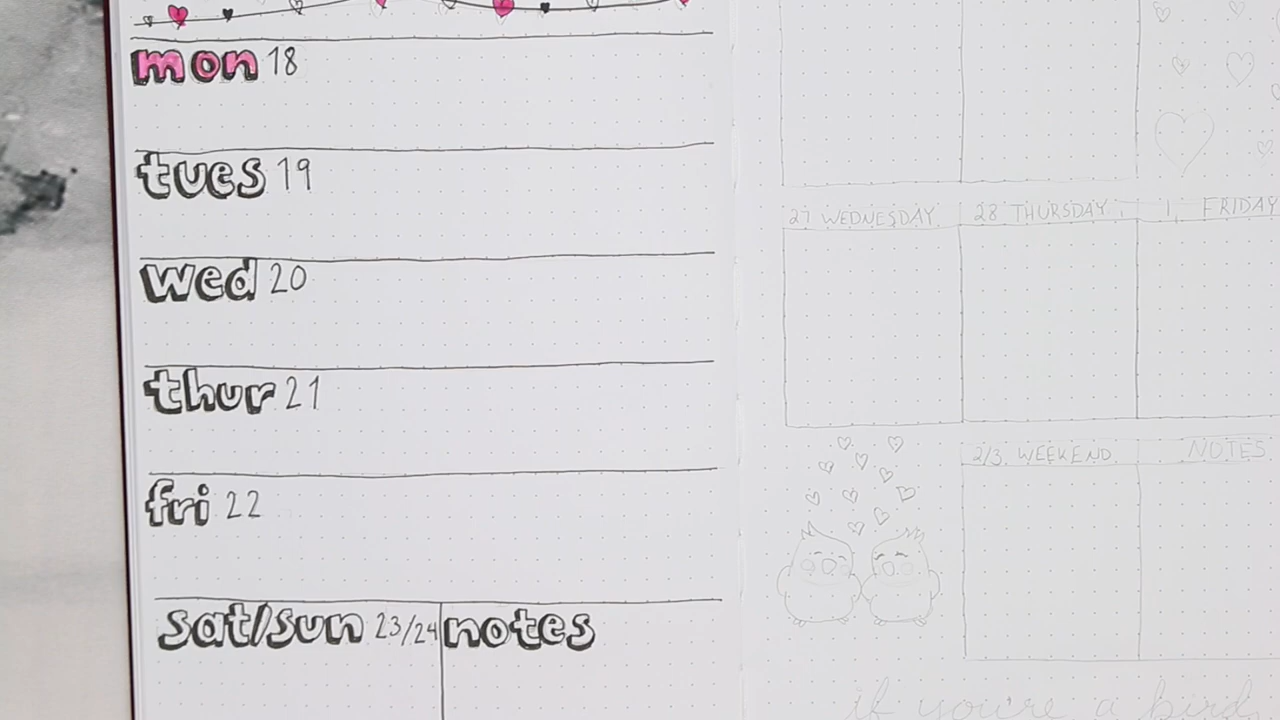 mon 18
tues 19
wed 20
thur 21
fri 22
sat/sun 23/24
notes
27 WEDNESDAY
28 THURSDAY
1 FRIDAY
2/3 WEEKEND
NOTES
if you're a bird,